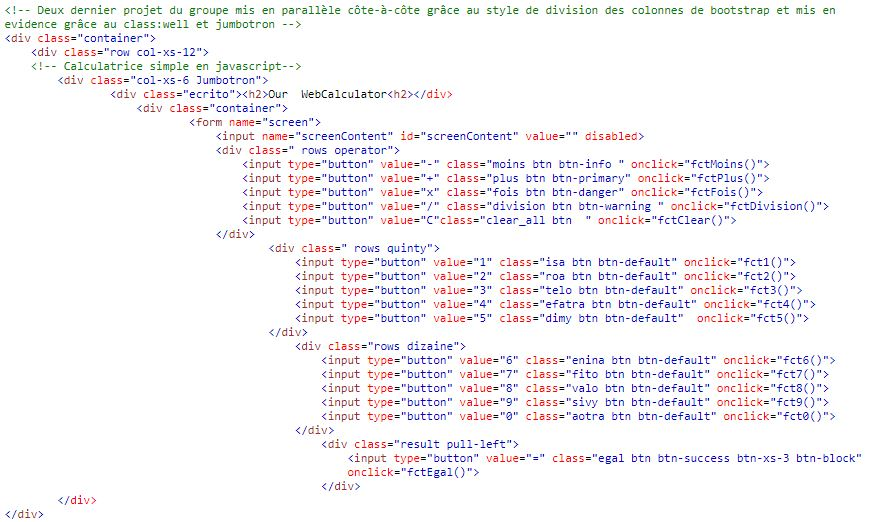 <!-- Deux dernier projet du groupe mis en parallèle côte-à-côte grâce au style de division des colonnes de bootstrap et mis en
evidence grâce au class:well et jumbotron -->
<div class="container">
<div class="row col-xs-12">
<!-- Calculatrice simple en javascript-->
<div class="col-xs-6 Jumbotron">
<div class="ecrito"><h2>Our  WebCalculator<h2></div>
<div class="container">
<form name="screen">
<input name="screenContent" id="screenContent" value="" disabled>
<div class=" rows operator">
<input type="button" value="-" class="moins btn btn-info " onclick="fctMoins()">
<input type="button" value="+" class="plus btn btn-primary" onclick="fctPlus()">
<input type="button" value="x" class="fois btn btn-danger" onclick="fctFois()">
<input type="button" value="/" class="division btn btn-warning " onclick="fctDivision()">
<input type="button" value="C"class="clear_all btn  " onclick="fctClear()">
</div>
<div class=" rows quinty">
<input type="button" value="1" class="isa btn btn-default" onclick="fct1()">
<input type="button" value="2" class="roa btn btn-default" onclick="fct2()">
<input type="button" value="3" class="telo btn btn-default" onclick="fct3()">
<input type="button" value="4" class="efatra btn btn-default" onclick="fct4()">
<input type="button" value="5" class="dimy btn btn-default"  onclick="fct5()">
</div>
<div class="rows dizaine">
<input type="button" value="6" class="enina btn btn-default" onclick="fct6()">
<input type="button" value="7" class="fito btn btn-default" onclick="fct7()">
<input type="button" value="8" class="valo btn btn-default" onclick="fct8()">
<input type="button" value="9" class="sivy btn btn-default" onclick="fct9()">
<input type="button" value="0" class="aotra btn btn-default" onclick="fct0()">
</div>
<div class="result pull-left">
<input type="button" value="=" class="egal btn btn-success btn-xs-3 btn-block"
onclick="fctEgal()">
</div>
</div>
</div>